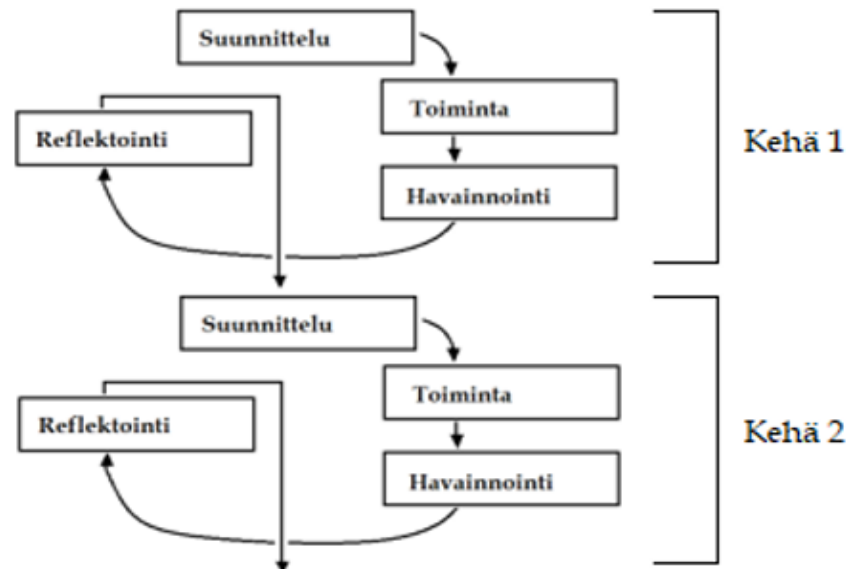 Suunnittelu
Toiminta
Reflektointi
Kehä 1
Havainnointi
Suunnittelu
Toiminta
Reflektointi
Kehä 2
Havainnointi